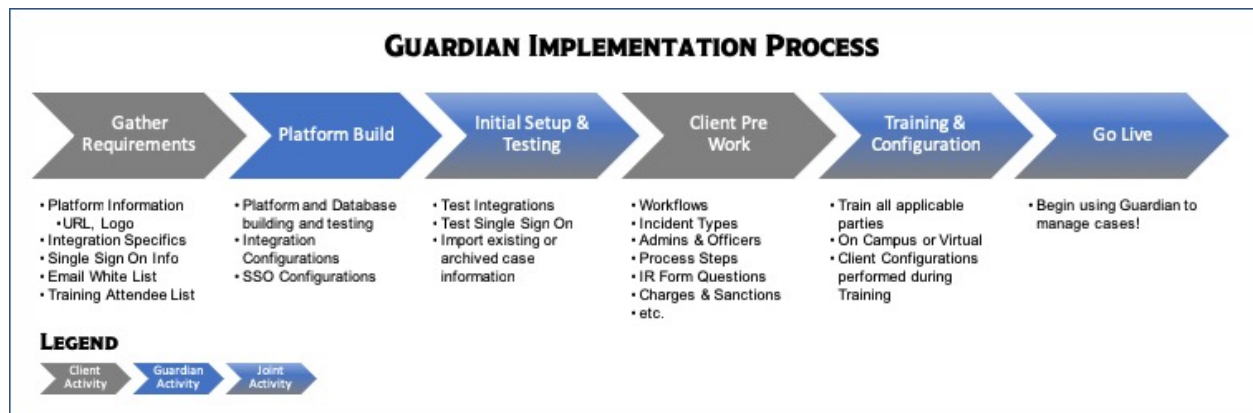 GUARDIAN IMPLEMENTATION PROCESS
Gather
Requirements
Platform Build
Initial Setup &
Testing
Client Pre
Work
Training &
Configuration
Go Live
• Platform Information
• URL, Logo
• Integration Specifics
• Single Sign On Info
• Email White List
• Training Attendee List
• Platform and Database
building and testing
• Integration
Configurations
• SSO Configurations
• Test Integrations
• Test Single Sign On
• Import existing or
archived case
information
• Workflows
• Incident Types
• Admins & Officers
• Process Steps
• IR Form Questions
• Charges & Sanctions
• etc.
• Train all applicable
parties
• On Campus or Virtual
• Client Configurations
performed during
Training
• Begin using Guardian to
manage cases!
LEGEND
Client
Activity
Guardian
Activity
Joint
Activity